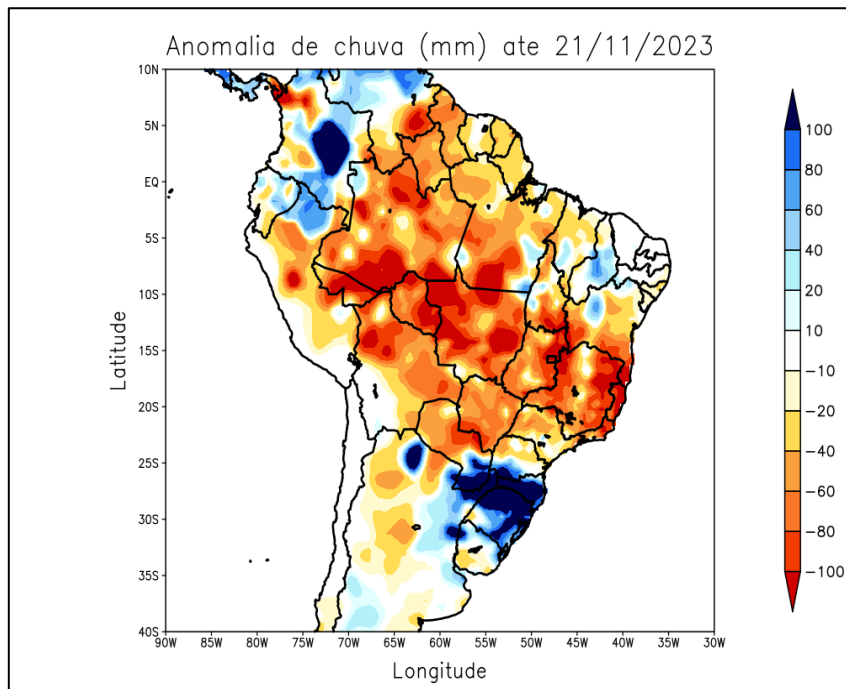 Anomalia de chuva (mm) ate 21/11/2023
10N
5N
EQ
5S
10S
15S
20S
25S
30S
35S
40S
Latitude
90W 85W 80W 75W 70W 65W 60W 55W 50W 45W 40W 35W 30W
Longitude
100
80
60
40
20
10
−10
−20
−40
−60
−80
−100